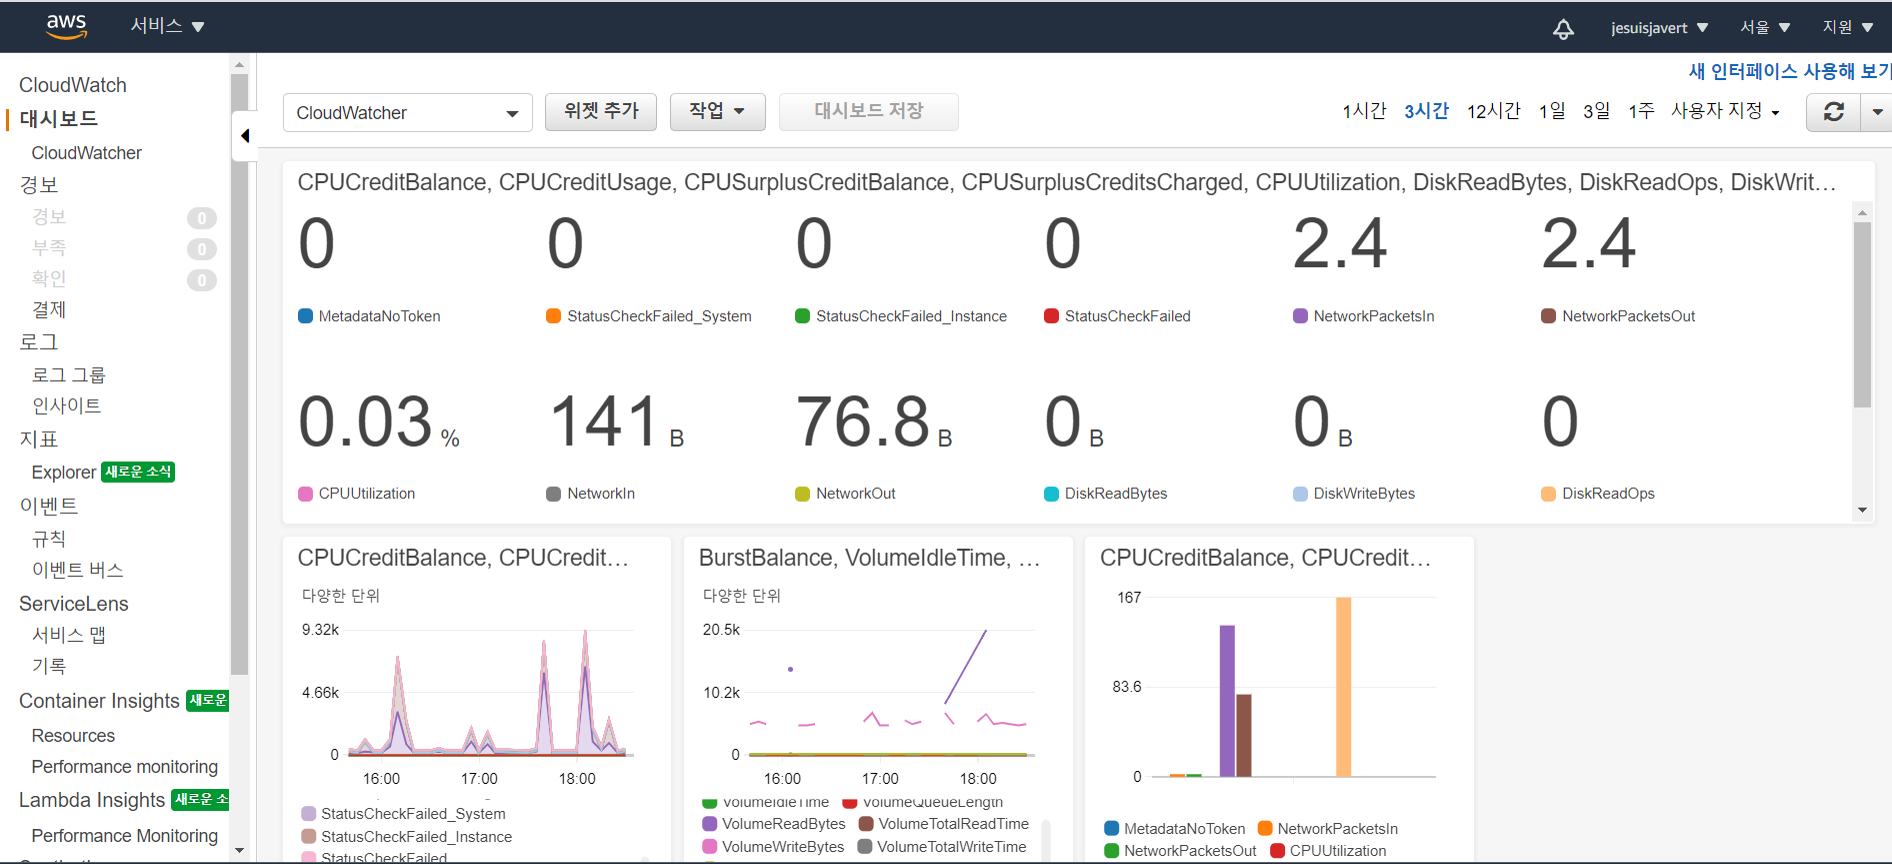 aws 서비스 jesuisjavert 서울 지원
새 인터페이스 사용해 보기
CloudWatch
대시보드
CloudWatcher
경보
경보 0
부족 0
확인 0
결제
로그
로그 그룹
인사이트
지표
Explorer 새로운 소식
이벤트
규칙
이벤트 버스
ServiceLens
서비스 맵
기록
Container Insights 새로운
Resources
Performance monitoring
Lambda Insights 새로운 소
Performance Monitoring
CloudWatcher 위젯 추가 작업 대시보드 저장 1시간 3시간 12시간 1일 3일 1주 사용자 지정
CPUCreditBalance, CPUCreditUsage, CPUSurplusCreditBalance, CPUSurplusCreditsCharged, CPUUtilization, DiskReadBytes, DiskReadOps, DiskWrit...
0 0 0 0 2.4 2.4
MetadataNoToken StatusCheckFailed_System StatusCheckFailed_Instance StatusCheckFailed NetworkPacketsIn NetworkPacketsOut
0.03 % 141 B 76.8 B 0 B 0 B 0
CPUUtilization NetworkIn NetworkOut DiskReadBytes DiskWriteBytes DiskReadOps
CPUCreditBalance, CPUCredit...
다양한 단위
9.32k
4.66k
0
16:00 17:00 18:00
StatusCheckFailed_System
StatusCheckFailed_Instance
StatusCheckFailed
BurstBalance, VolumeIdleTime, ...
다양한 단위
20.5k
10.2k
0
16:00 17:00 18:00
VolumeIdleTime VolumeQueueLength
VolumeReadBytes VolumeTotalReadTime
VolumeWriteBytes VolumeTotalWriteTime
CPUCreditBalance, CPUCredit...
167
83.6
0
MetadataNoToken NetworkPacketsIn
NetworkPacketsOut CPUUtilization